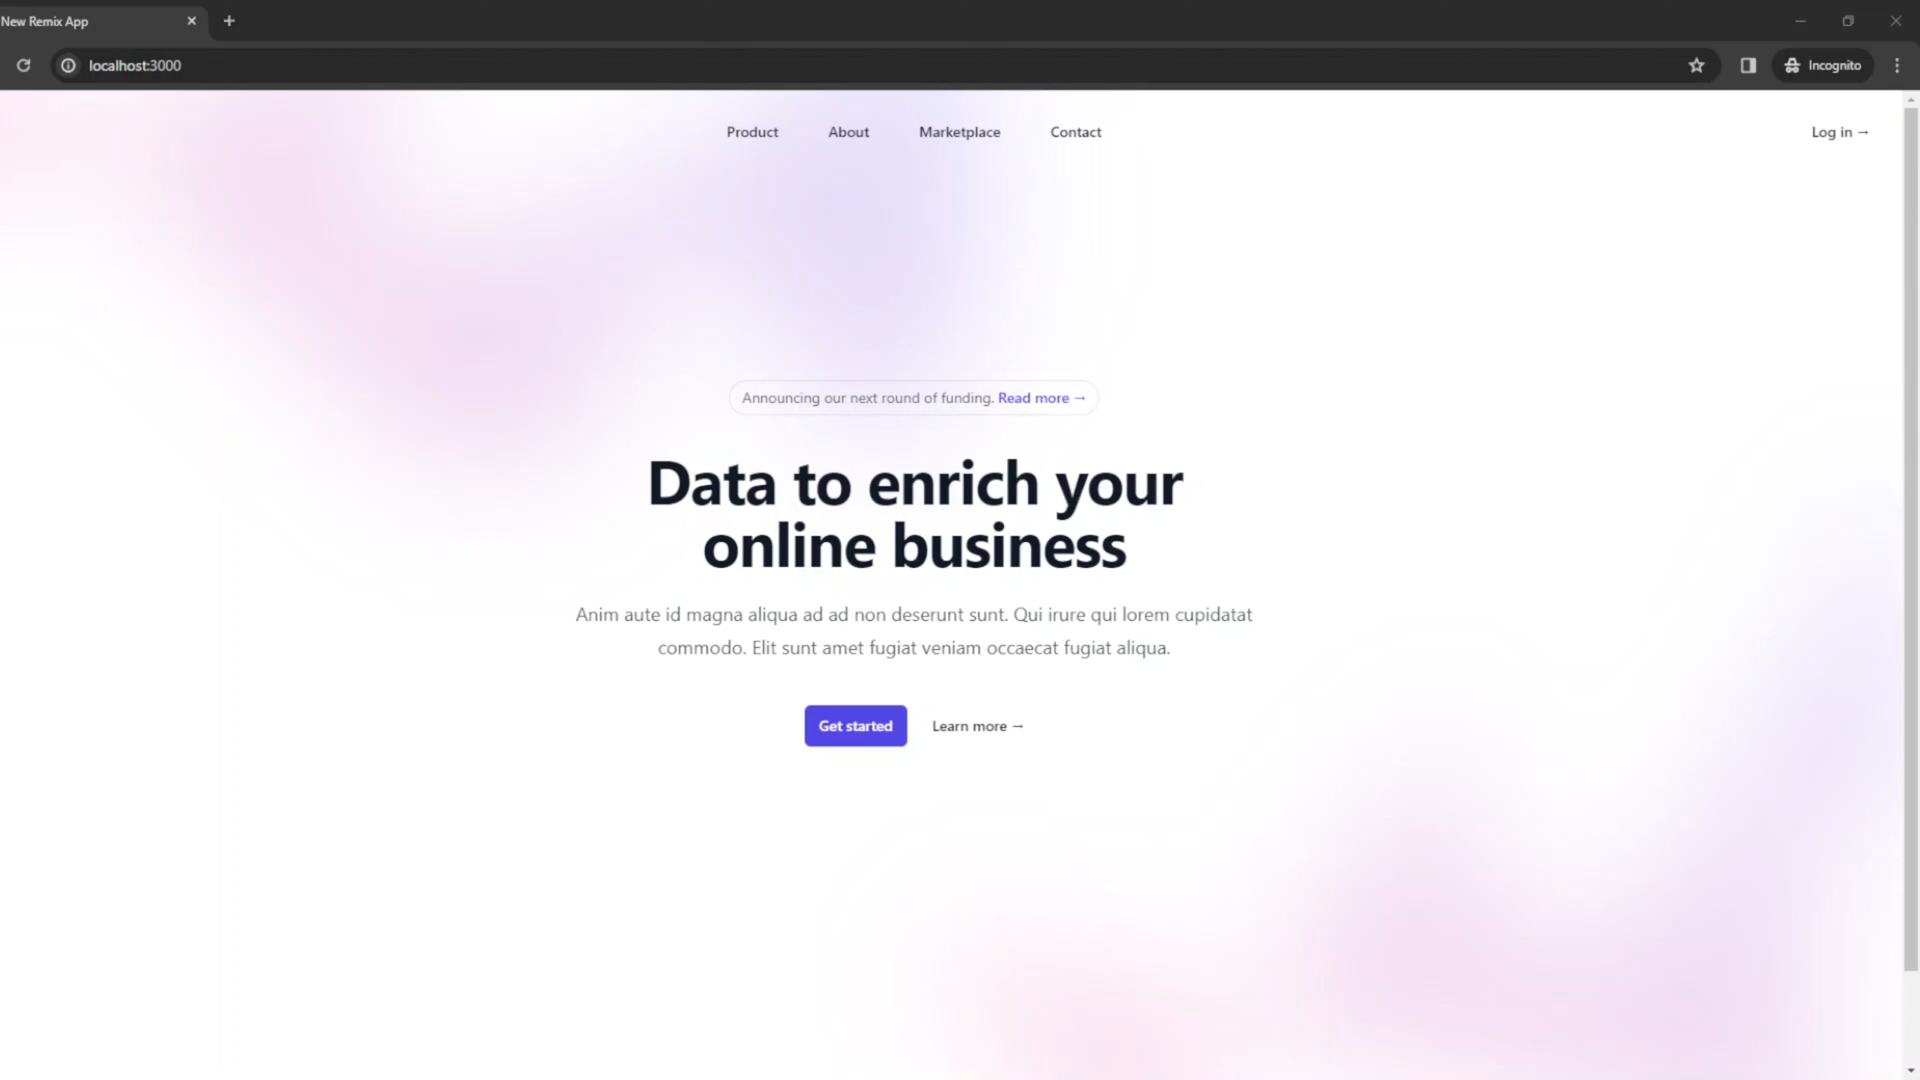 New Remix App
localhost:3000
Incognito
Product About Marketplace Contact Log in →
Announcing our next round of funding. Read more →
Data to enrich your
online business
Anim aute id magna aliqua ad ad non deserunt sunt. Qui irure qui lorem cupidatat
commodo. Elit sunt amet fugiat veniam occaecat fugiat aliqua.
Get started Learn more →